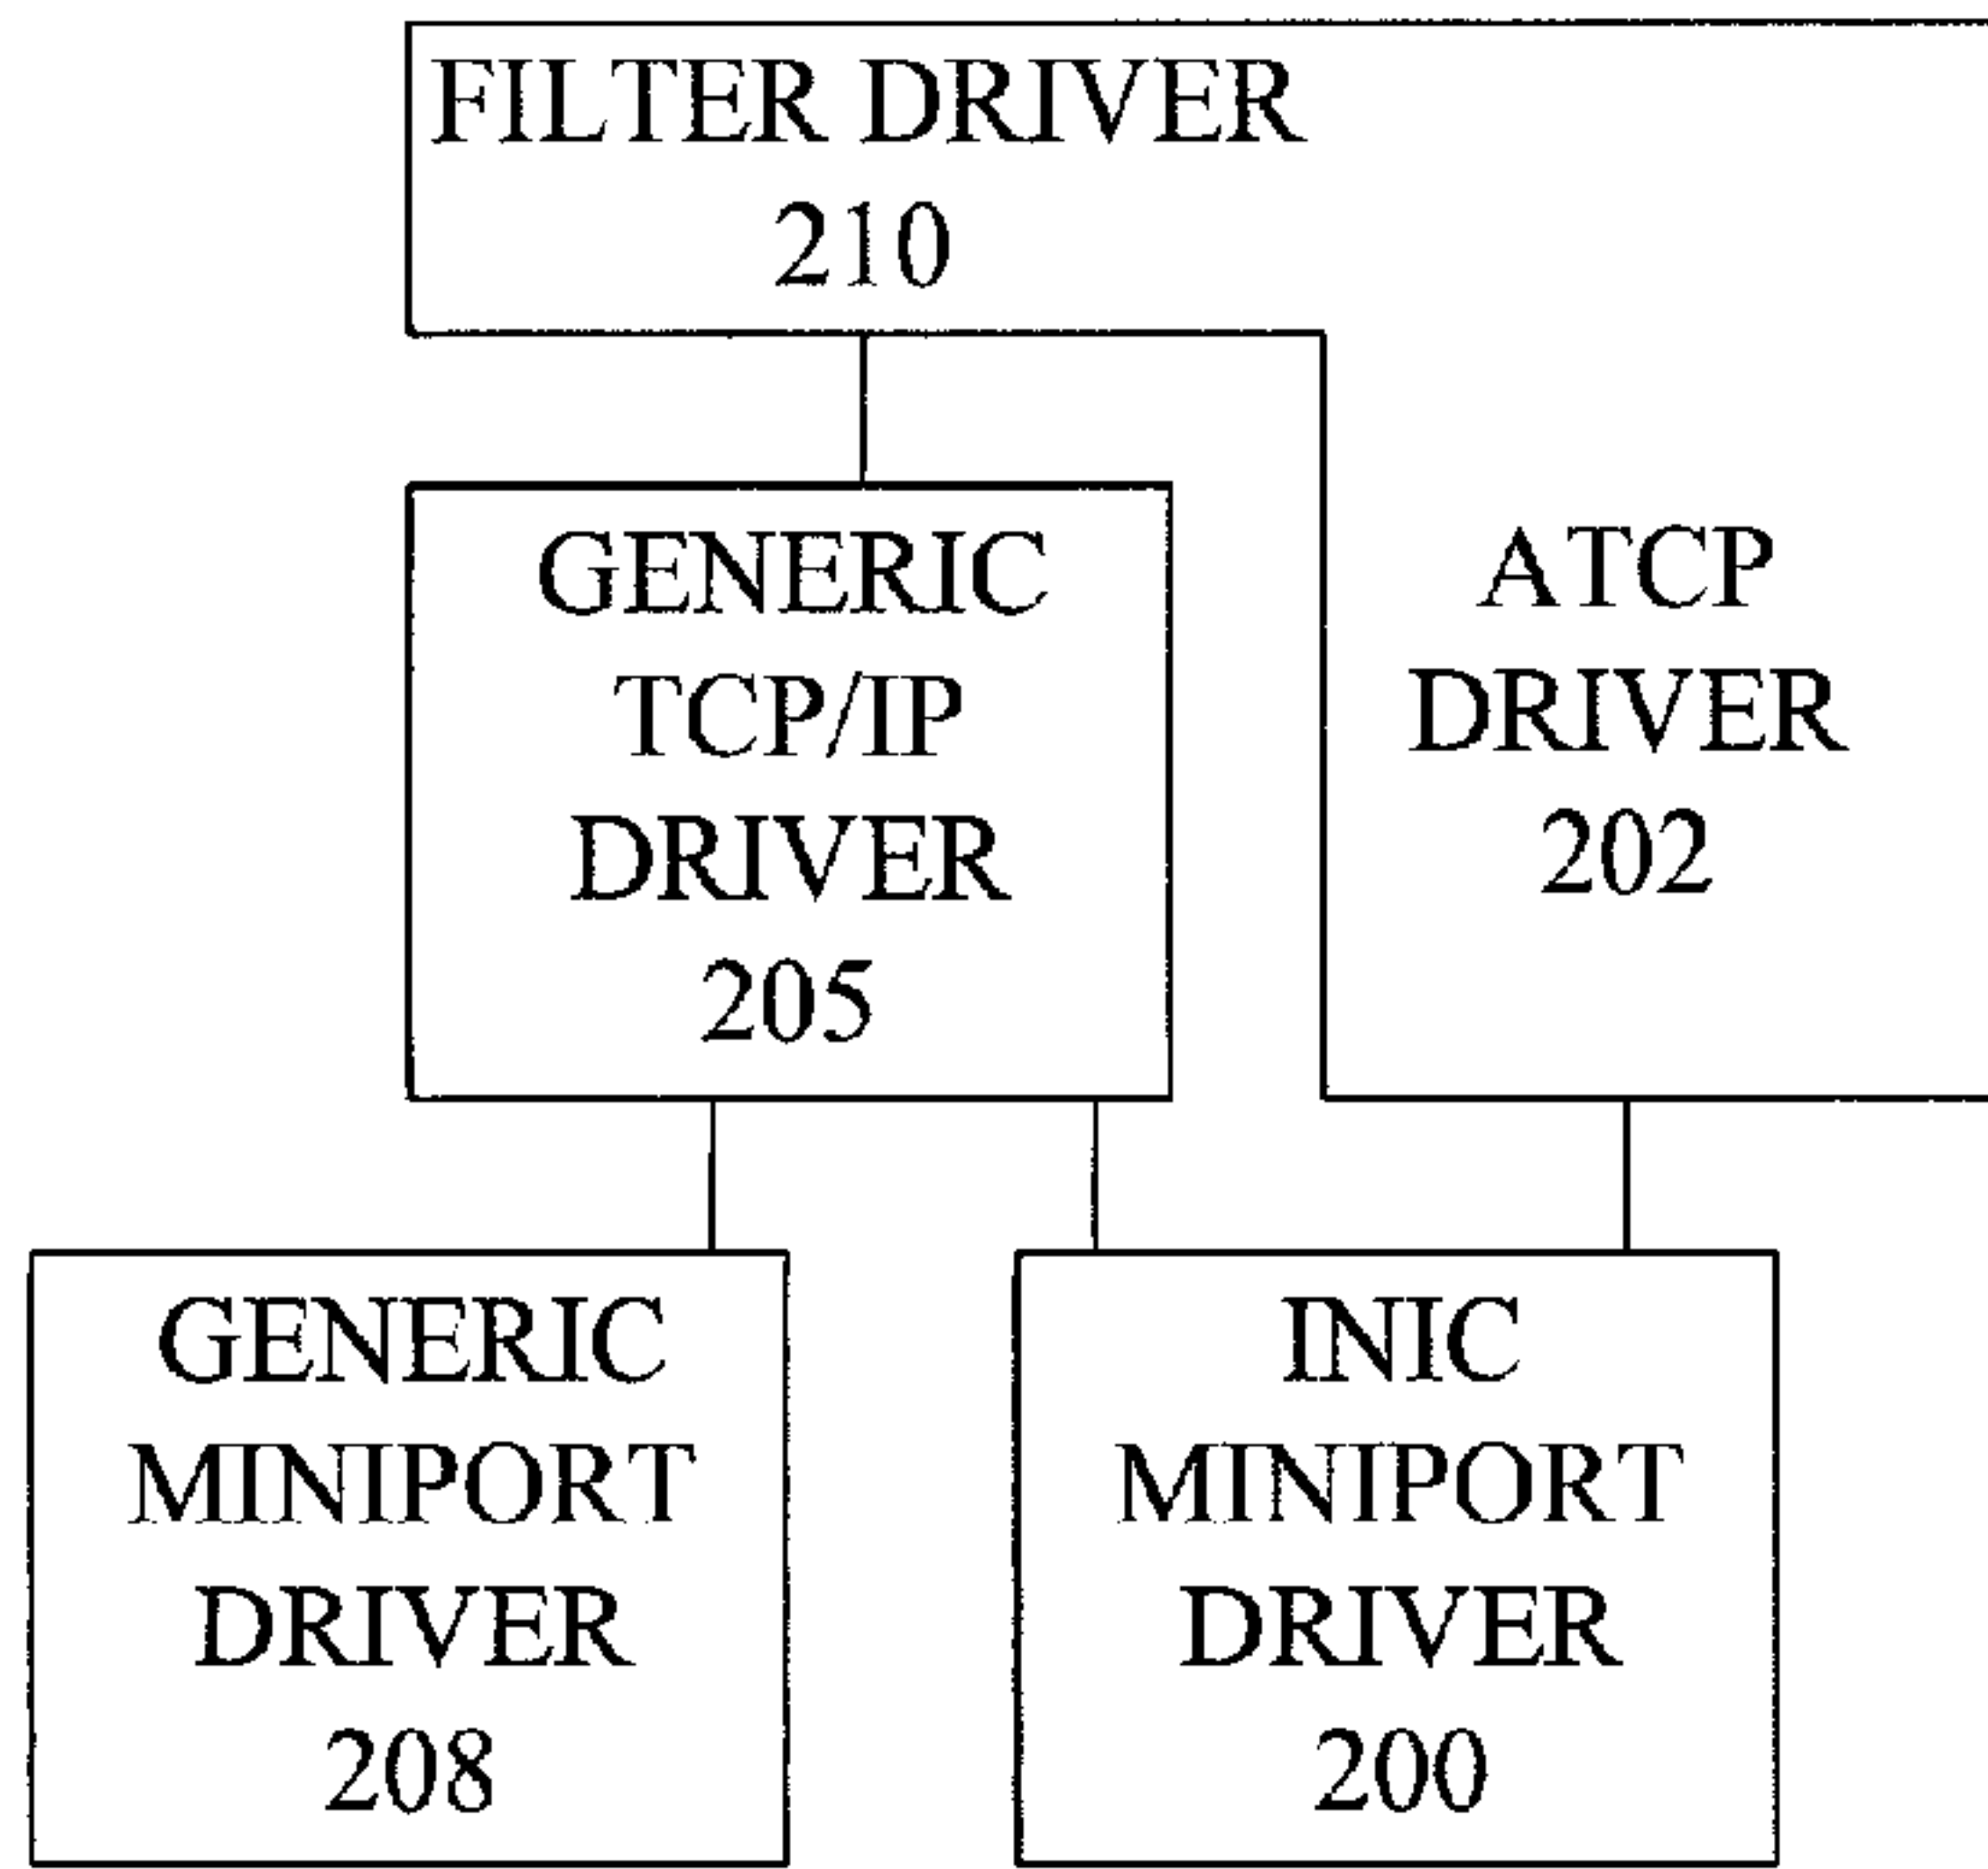 FILTER DRIVER
210
GENERIC
TCP/IP
DRIVER
205
ATCP
DRIVER
202
GENERIC
MINIPORT
DRIVER
208
INIC
MINIPORT
DRIVER
200